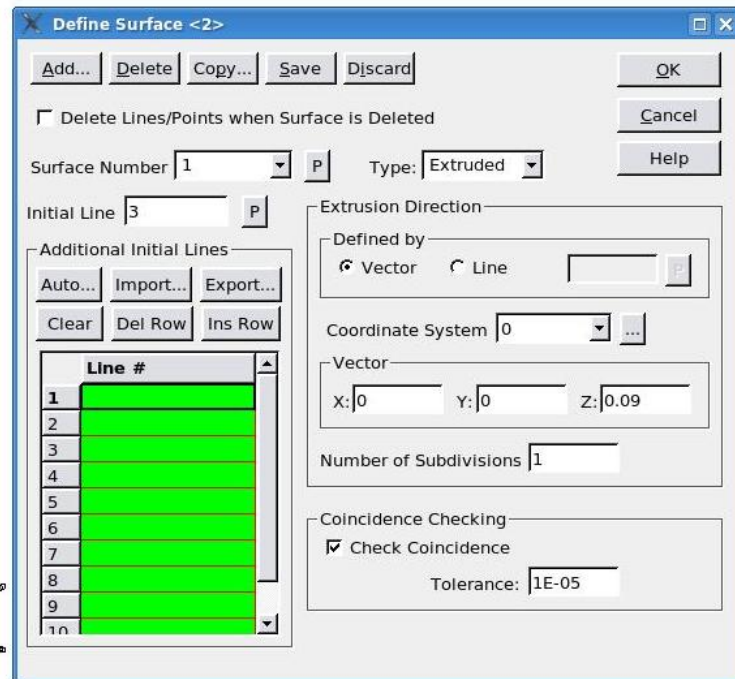 Define Surface <2>
Add... Delete Copy... Save Discard OK
Delete Lines/Points when Surface is Deleted Cancel
Surface Number 1 P Type: Extruded Help
Initial Line 3 P
Additional Initial Lines
Auto... Import... Export...
Clear Del Row Ins Row
Line #
1
2
3
4
5
6
7
8
9
10
Extrusion Direction
Defined by
Vector Line P
Coordinate System 0 ...
Vector
X: 0 Y: 0 Z: 0.09
Number of Subdivisions 1
Coincidence Checking
Check Coincidence
Tolerance: 1E-05